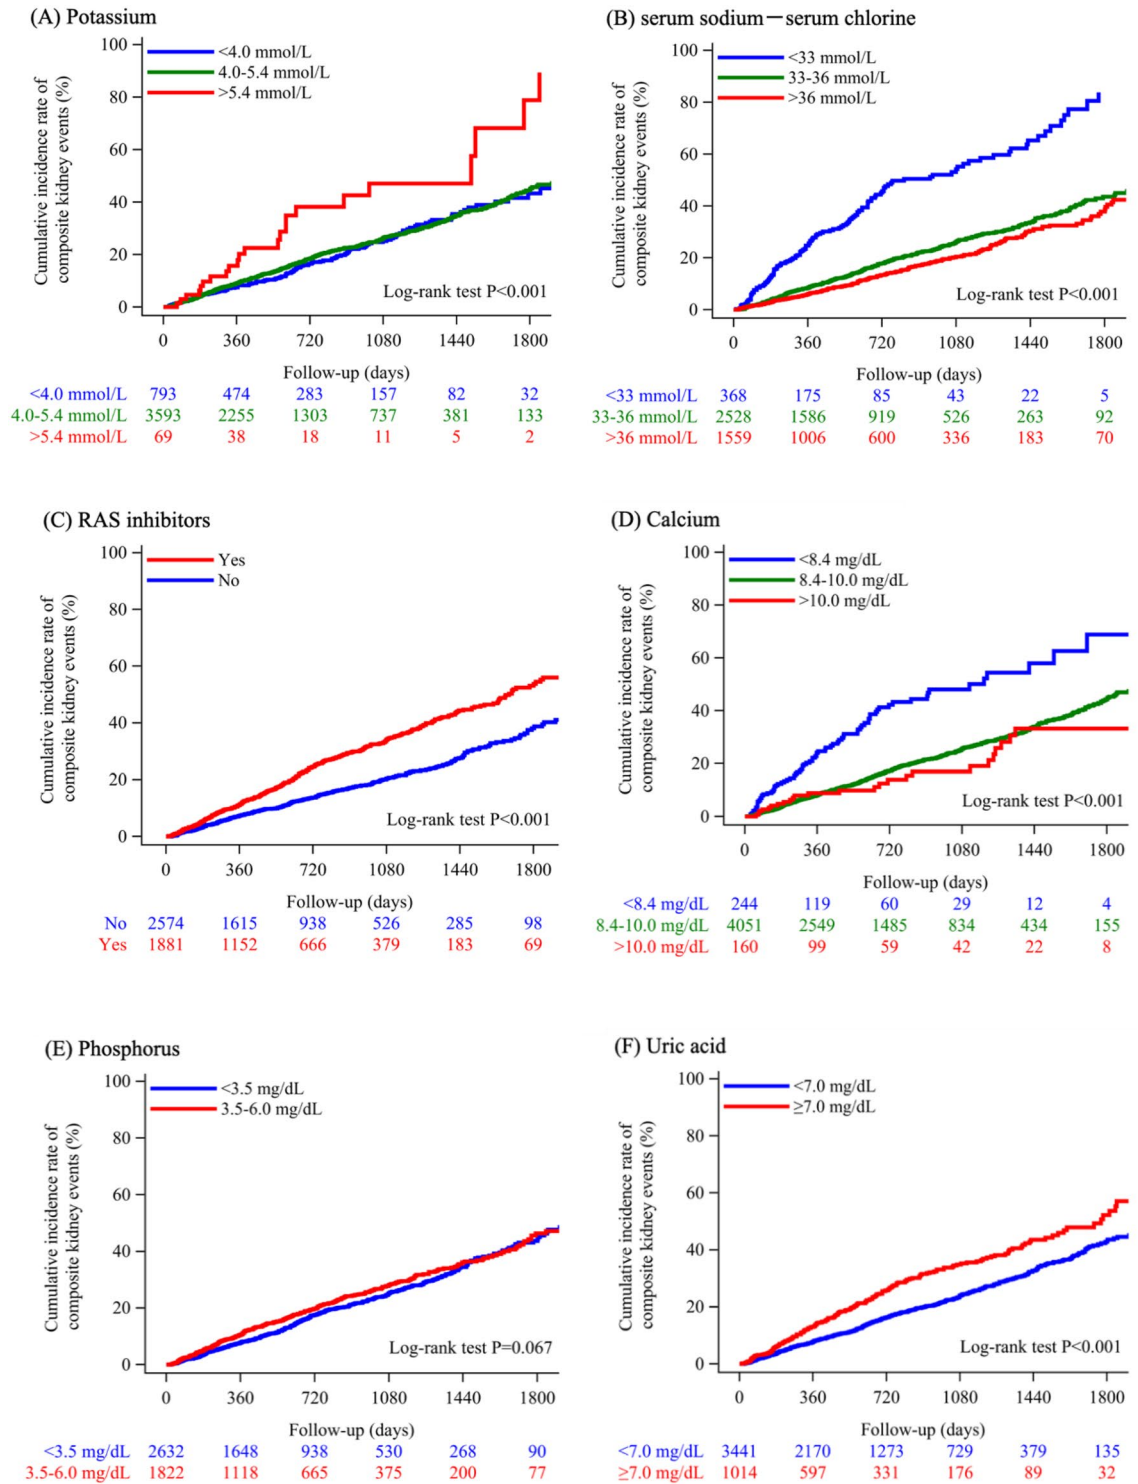 (A) Potassium
Cumulative incidence rate of
composite kidney events (%)
100
80
60
40
20
0
<4.0 mmol/L
4.0-5.4 mmol/L
>5.4 mmol/L
Log-rank test P<0.001
0 360 720 1080 1440 1800
Follow-up (days)
<4.0 mmol/L 793 474 283 157 82 32
4.0-5.4 mmol/L 3593 2255 1303 737 381 133
>5.4 mmol/L 69 38 18 11 5 2
(B) serum sodium－serum chlorine
Cumulative incidence rate of
composite kidney events (%)
100
80
60
40
20
0
<33 mmol/L
33-36 mmol/L
>36 mmol/L
Log-rank test P<0.001
0 360 720 1080 1440 1800
Follow-up (days)
<33 mmol/L 368 175 85 43 22 5
33-36 mmol/L 2528 1586 919 526 263 92
>36 mmol/L 1559 1006 600 336 183 70
(C) RAS inhibitors
Cumulative incidence rate of
composite kidney events (%)
100
80
60
40
20
0
Yes
No
Log-rank test P<0.001
0 360 720 1080 1440 1800
Follow-up (days)
No 2574 1615 938 526 285 98
Yes 1881 1152 666 379 183 69
(D) Calcium
Cumulative incidence rate of
composite kidney events (%)
100
80
60
40
20
0
<8.4 mg/dL
8.4-10.0 mg/dL
>10.0 mg/dL
Log-rank test P<0.001
0 360 720 1080 1440 1800
Follow-up (days)
<8.4 mg/dL 244 119 60 29 12 4
8.4-10.0 mg/dL 4051 2549 1485 834 434 155
>10.0 mg/dL 160 99 59 42 22 8
(E) Phosphorus
Cumulative incidence rate of
composite kidney events (%)
100
80
60
40
20
0
<3.5 mg/dL
3.5-6.0 mg/dL
Log-rank test P=0.067
0 360 720 1080 1440 1800
Follow-up (days)
<3.5 mg/dL 2632 1648 938 530 268 90
3.5-6.0 mg/dL 1822 1118 665 375 200 77
(F) Uric acid
Cumulative incidence rate of
composite kidney events (%)
100
80
60
40
20
0
<7.0 mg/dL
≥7.0 mg/dL
Log-rank test P<0.001
0 360 720 1080 1440 1800
Follow-up (days)
<7.0 mg/dL 3441 2170 1273 729 379 135
≥7.0 mg/dL 1014 597 331 176 89 32